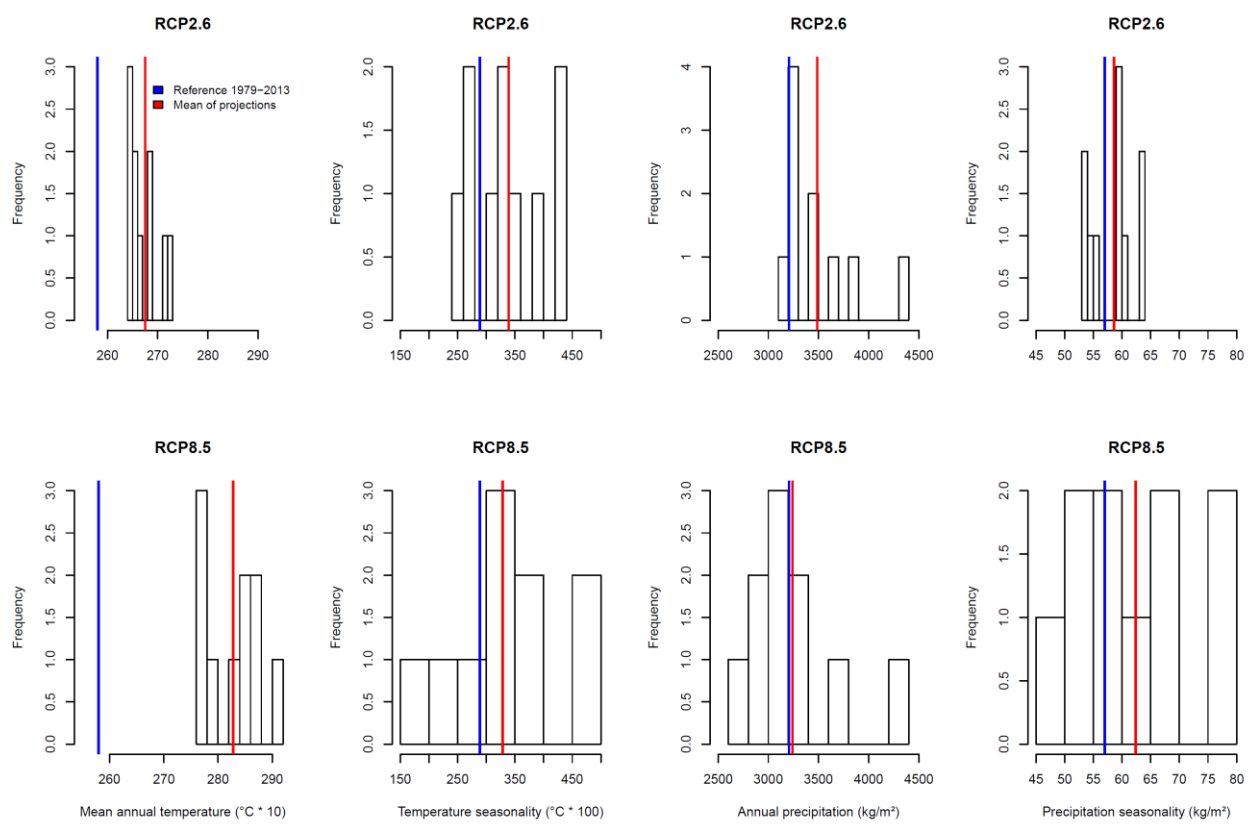 RCP2.6
RCP2.6
RCP2.6
RCP2.6
Frequency
0.0 0.5 1.0 1.5 2.0 2.5 3.0
Reference 1979−2013
Mean of projections
260 270 280 290
Frequency
0.0 0.5 1.0 1.5 2.0
150 250 350 450
Frequency
0 1 2 3 4
2500 3000 3500 4000 4500
Frequency
0.0 0.5 1.0 1.5 2.0 2.5 3.0
45 50 55 60 65 70 75 80
RCP8.5
RCP8.5
RCP8.5
RCP8.5
Frequency
0.0 0.5 1.0 1.5 2.0 2.5 3.0
260 270 280 290
Mean annual temperature (°C * 10)
Frequency
0.0 0.5 1.0 1.5 2.0 2.5 3.0
150 250 350 450
Temperature seasonality (°C * 100)
Frequency
0.0 0.5 1.0 1.5 2.0 2.5 3.0
2500 3000 3500 4000 4500
Annual precipitation (kg/m²)
Frequency
0.0 0.5 1.0 1.5 2.0
45 50 55 60 65 70 75 80
Precipitation seasonality (kg/m²)